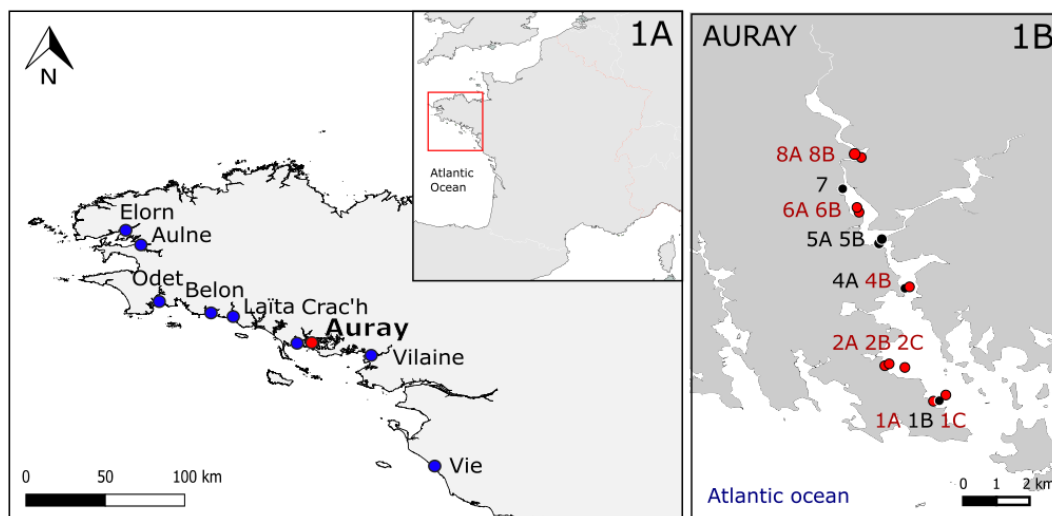 1A
N
Atlantic
Ocean
Elorn
Aulne
Odet
Belon
Laïta Crac'h
Auray
Vilaine
Vie
0 50 100 km
AURAY 1B
8A 8B
7
6A 6B
5A 5B
4A 4B
2A 2B 2C
1A 1B 1C
Atlantic ocean
0 1 2 km